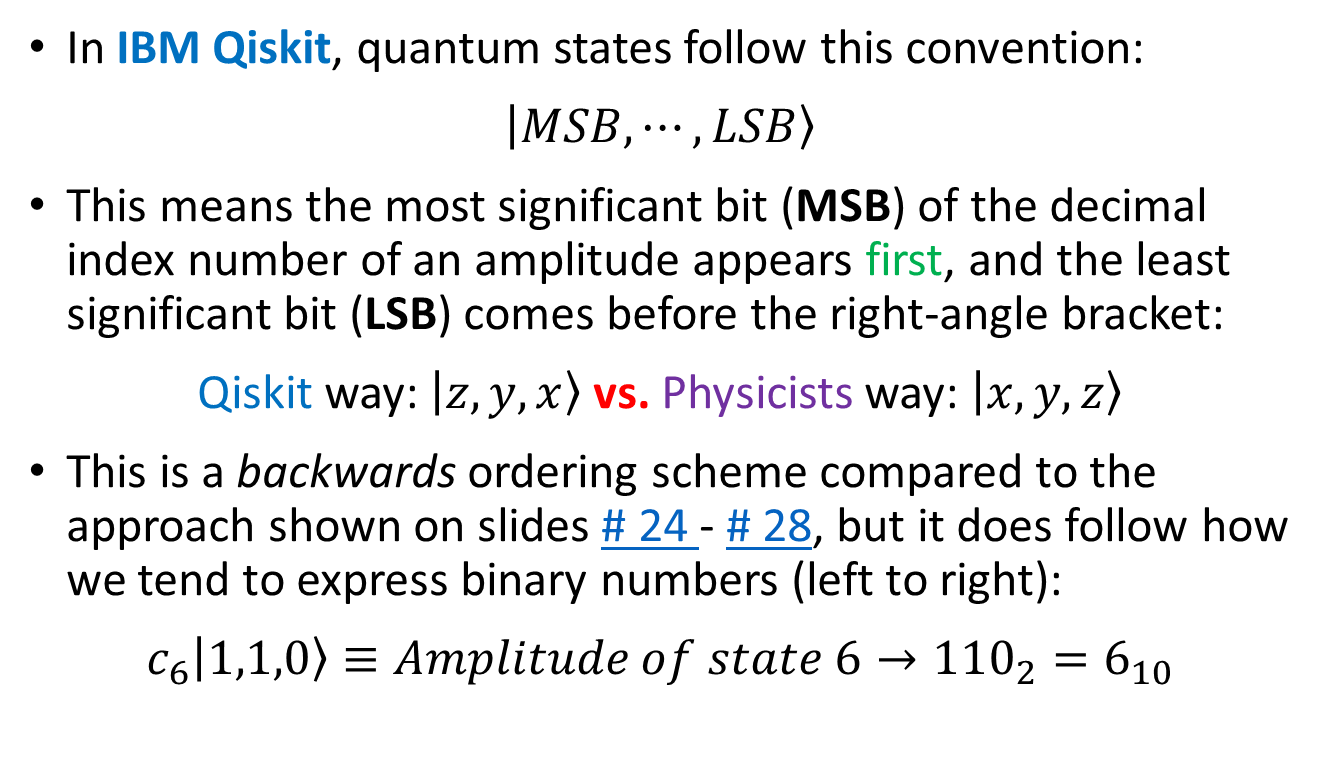 • In IBM Qiskit, quantum states follow this convention:
|MSB, ⋯ , LSB⟩
• This means the most significant bit (MSB) of the decimal
index number of an amplitude appears first, and the least
significant bit (LSB) comes before the right-angle bracket:
Qiskit way: |z, y, x⟩ vs. Physicists way: |x, y, z⟩
• This is a backwards ordering scheme compared to the
approach shown on slides # 24 - # 28, but it does follow how
we tend to express binary numbers (left to right):
c₆|1,1,0⟩ ≡ Amplitude of state 6 → 110₂ = 6₁₀